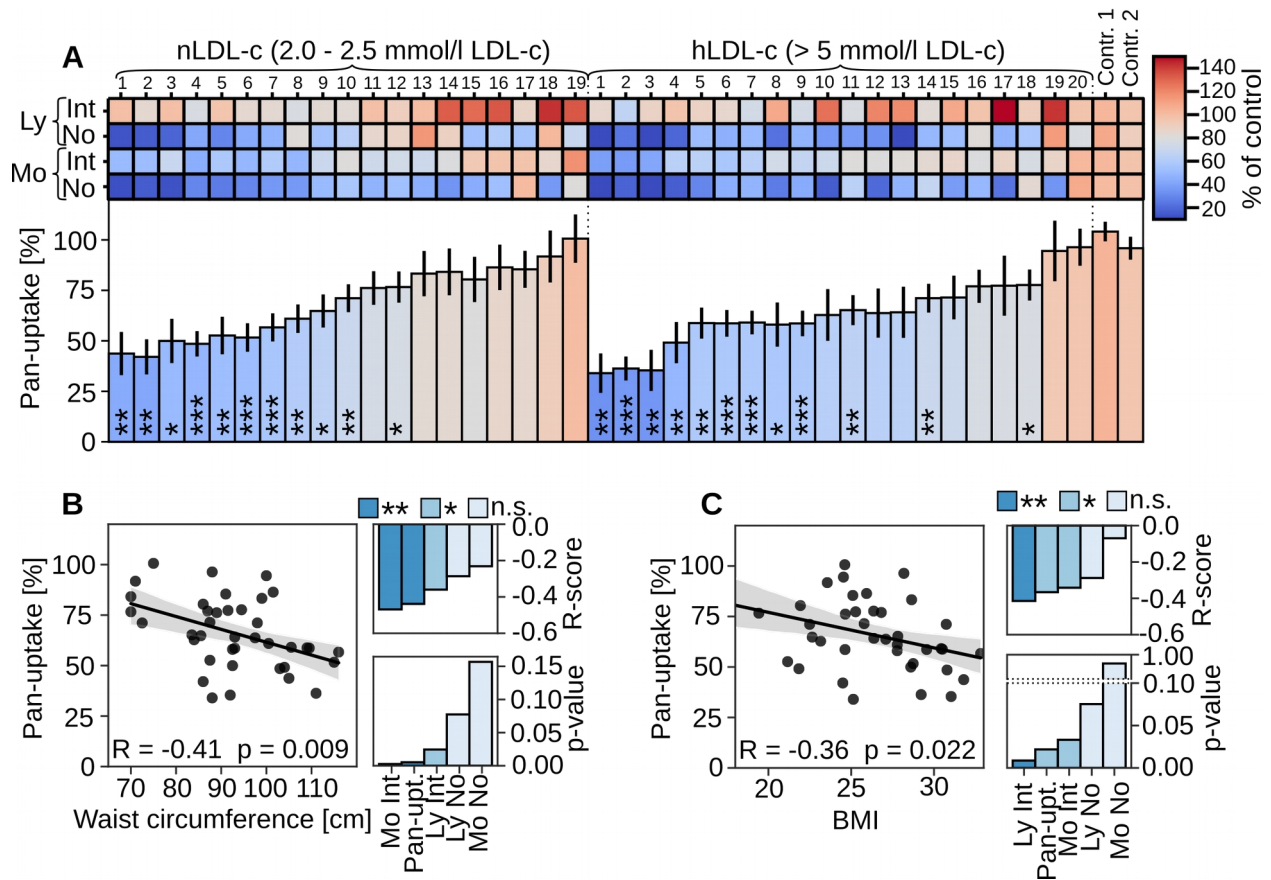 A
nLDL-c (2.0 - 2.5 mmol/l LDL-c)
hLDL-c (> 5 mmol/l LDL-c)
Contr. 1
Contr. 2
1 2 3 4 5 6 7 8 9 10 11 12 13 14 15 16 17 18 19 1 2 3 4 5 6 7 8 9 10 11 12 13 14 15 16 17 18 19 20
Ly
Int
No
Mo
Int
No
140
120
100
80
60
40
20
% of control
Pan-uptake [%]
100
75
50
25
0
** ** * *** ** *** *** ** * ** * ** *** ** ** ** *** *** * *** ** ** *
B
** * n.s.
Pan-uptake [%]
100
75
50
25
0
R = -0.41 p = 0.009
70 80 90 100 110
Waist circumference [cm]
0.0
-0.2
-0.4
-0.6
R-score
0.15
0.10
0.05
0.00
p-value
Mo Int
Pan-upt.
Ly Int
Ly No
Mo No
C
** * n.s.
Pan-uptake [%]
100
75
50
25
0
R = -0.36 p = 0.022
20 25 30
BMI
0.0
-0.2
-0.4
-0.6
R-score
1.00
0.10
0.05
0.00
p-value
Ly Int
Pan-upt.
Mo Int
Ly No
Mo No